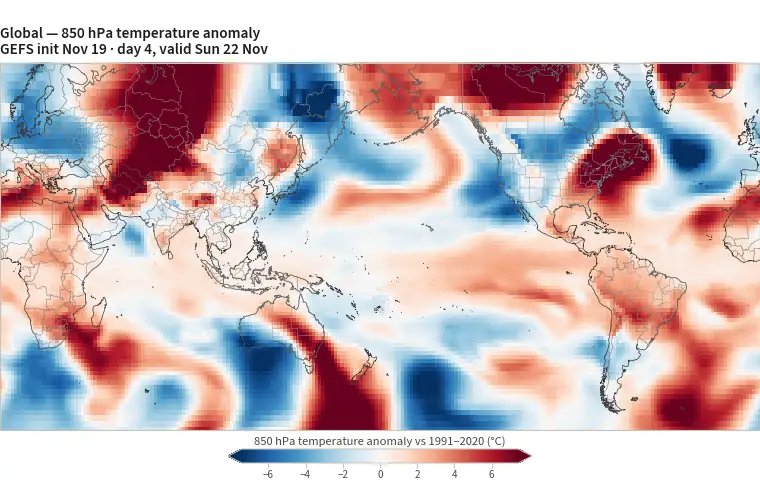 Global — 850 hPa temperature anomaly
GEFS init Nov 19 · day 4, valid Sun 22 Nov
850 hPa temperature anomaly vs 1991–2020 (°C)
−6 −4 −2 0 2 4 6